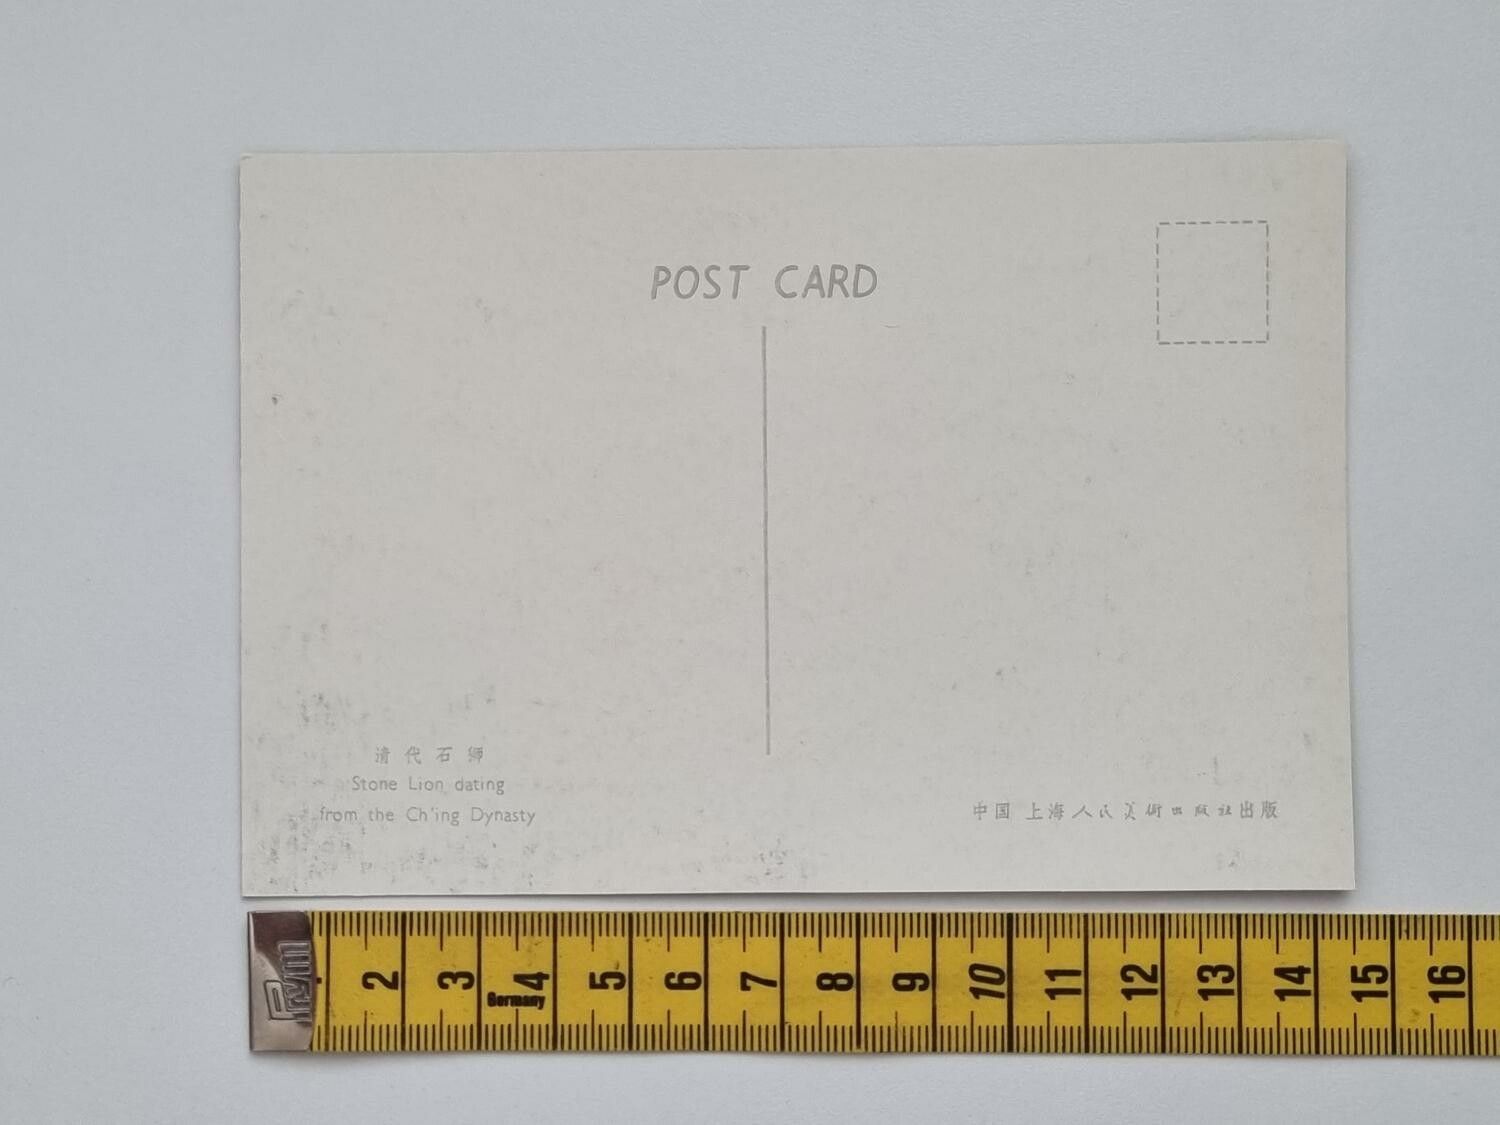 POST CARD
清代石狮
Stone Lion dating
from the Ch'ing Dynasty
中国 上海人民美術出版社出版
Prym
2 3 4 5 6 7 8 9 10 11 12 13 14 15 16
Germany